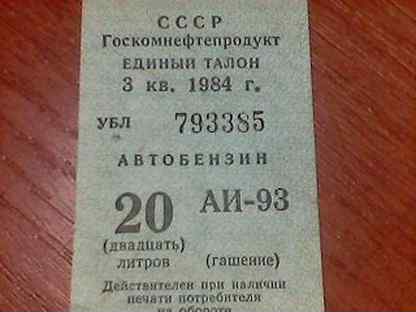 СССР
Госкомнефтепродукт
ЕДИНЫЙ ТАЛОН
3 кв. 1984 г.
УБЛ 793385
АВТОБЕНЗИН
20 АИ-93
(двадцать)
литров (гашение)
Действителен при наличии
печати потребителя
на обороте